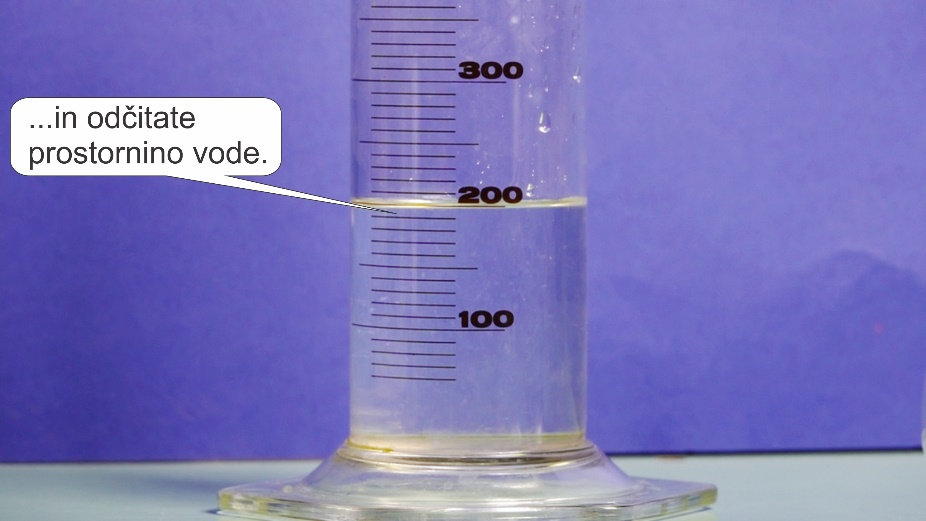 300
...in odčitate
prostornino vode.
200
100